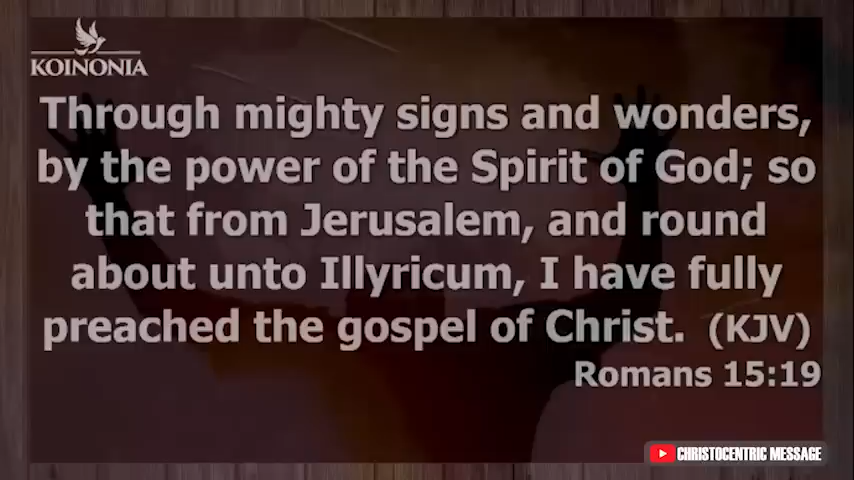 KOINONIA
Through mighty signs and wonders,
by the power of the Spirit of God; so
that from Jerusalem, and round
about unto Illyricum, I have fully
preached the gospel of Christ. (KJV)
Romans 15:19
CHRISTOCENTRIC MESSAGE